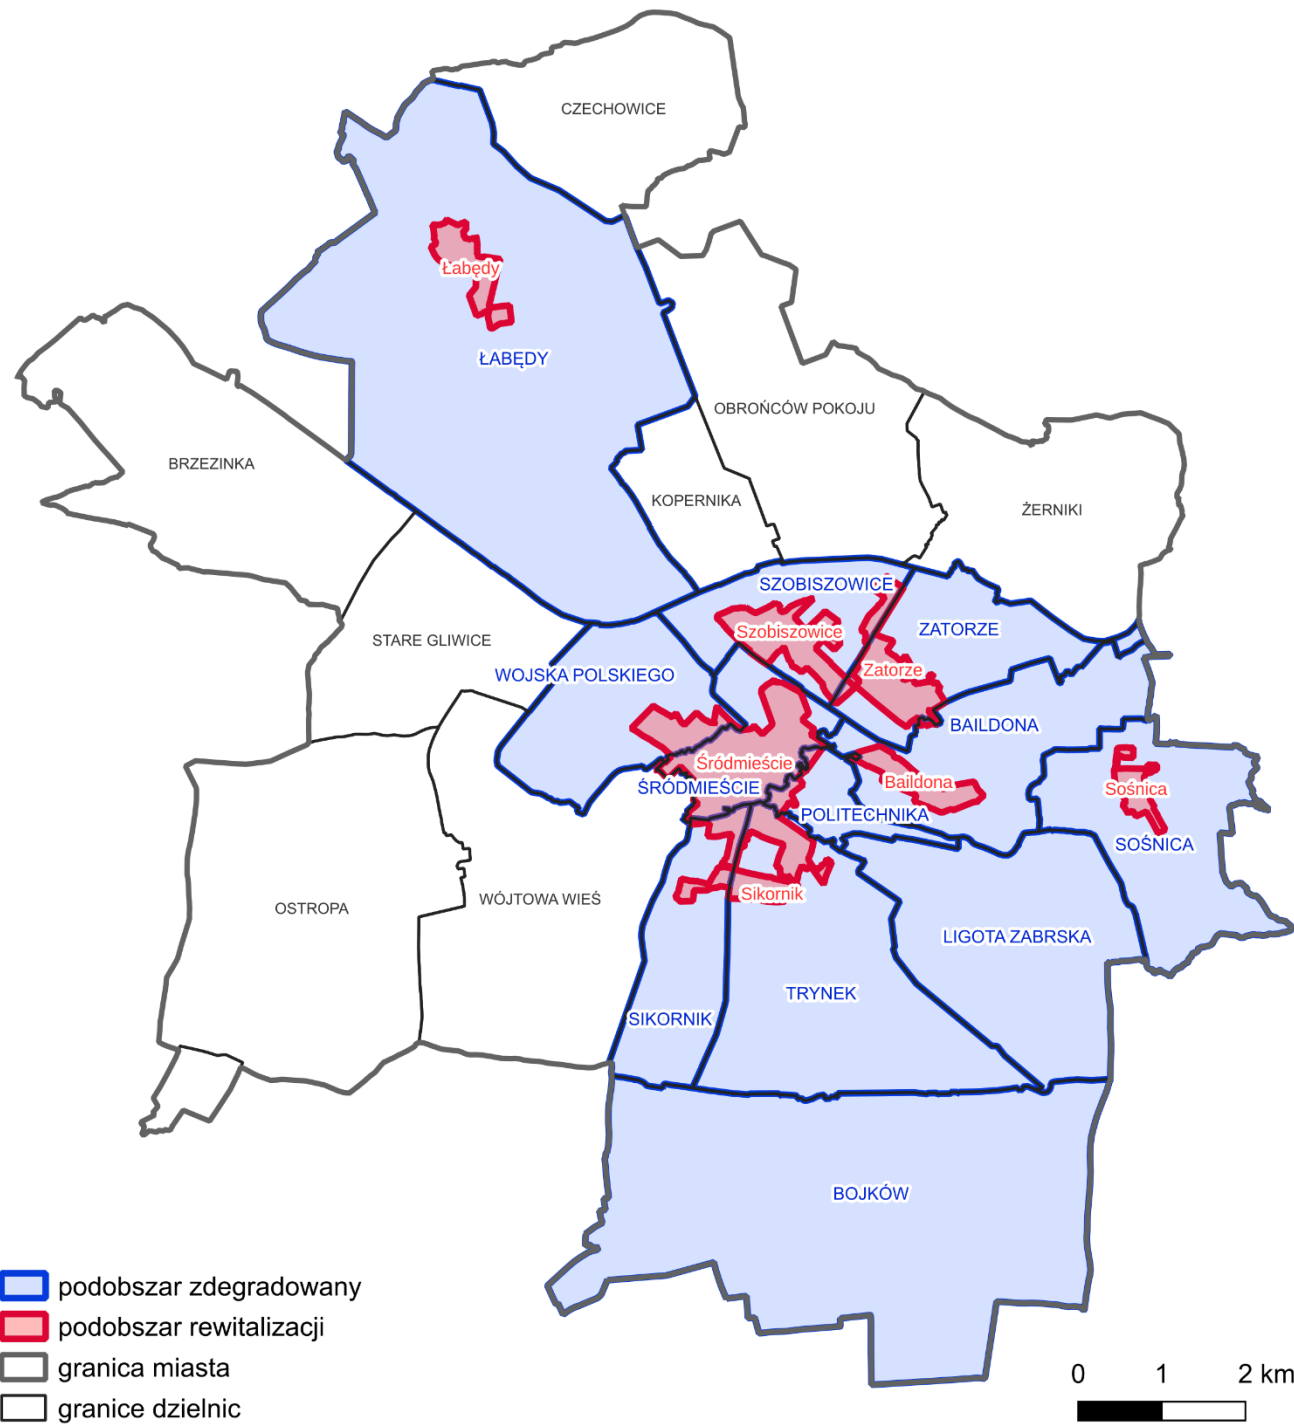 CZECHOWICE
Łabędy
ŁABĘDY
OBROŃCÓW POKOJU
BRZEZINKA
KOPERNIKA
ŻERNIKI
SZOBISZOWICE
Szobiszowice
ZATORZE
STARE GLIWICE
Zatorze
WOJSKA POLSKIEGO
BAILDONA
Śródmieście
Baildona
ŚRÓDMIEŚCIE
Sośnica
POLITECHNIKA
SOŚNICA
Sikornik
WÓJTOWA WIEŚ
OSTROPA
LIGOTA ZABRSKA
TRYNEK
SIKORNIK
BOJKÓW
podobszar zdegradowany
podobszar rewitalizacji
granica miasta
granice dzielnic
0 1 2 km